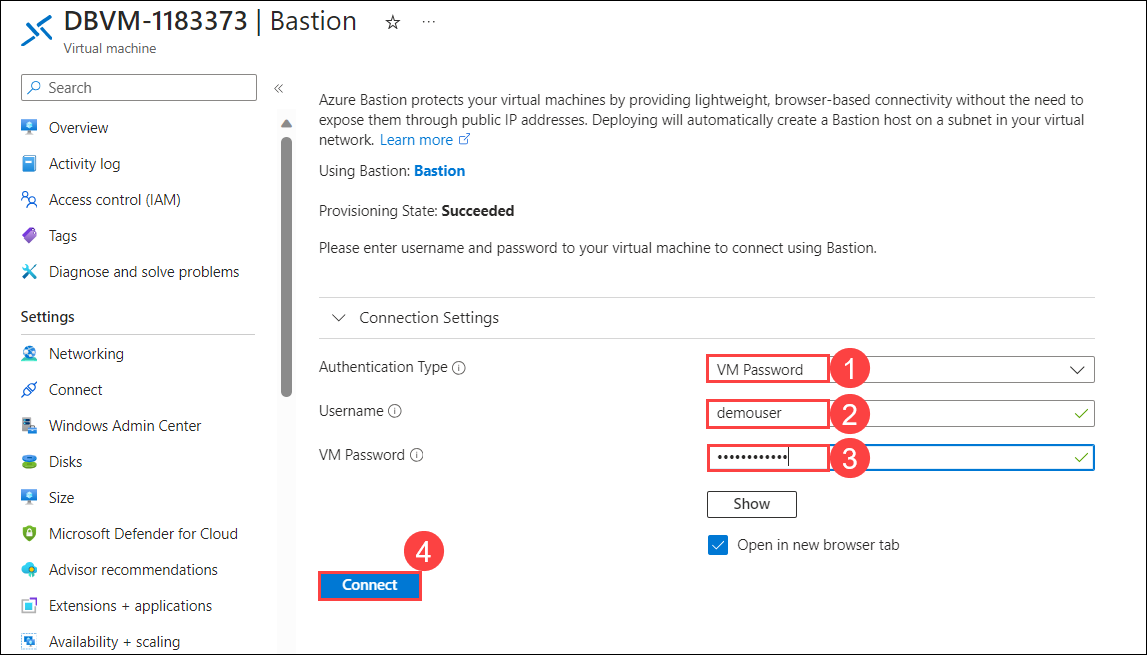 DBVM-1183373 | Bastion
Virtual machine
Search
Overview
Activity log
Access control (IAM)
Tags
Diagnose and solve problems
Settings
Networking
Connect
Windows Admin Center
Disks
Size
Microsoft Defender for Cloud
Advisor recommendations
Extensions + applications
Availability + scaling
Azure Bastion protects your virtual machines by providing lightweight, browser-based connectivity without the need to
expose them through public IP addresses. Deploying will automatically create a Bastion host on a subnet in your virtual
network. Learn more
Using Bastion: Bastion
Provisioning State: Succeeded
Please enter username and password to your virtual machine to connect using Bastion.
Connection Settings
Authentication Type VM Password 1
Username demouser 2
VM Password •••••••••••• 3
Show
Open in new browser tab
4
Connect